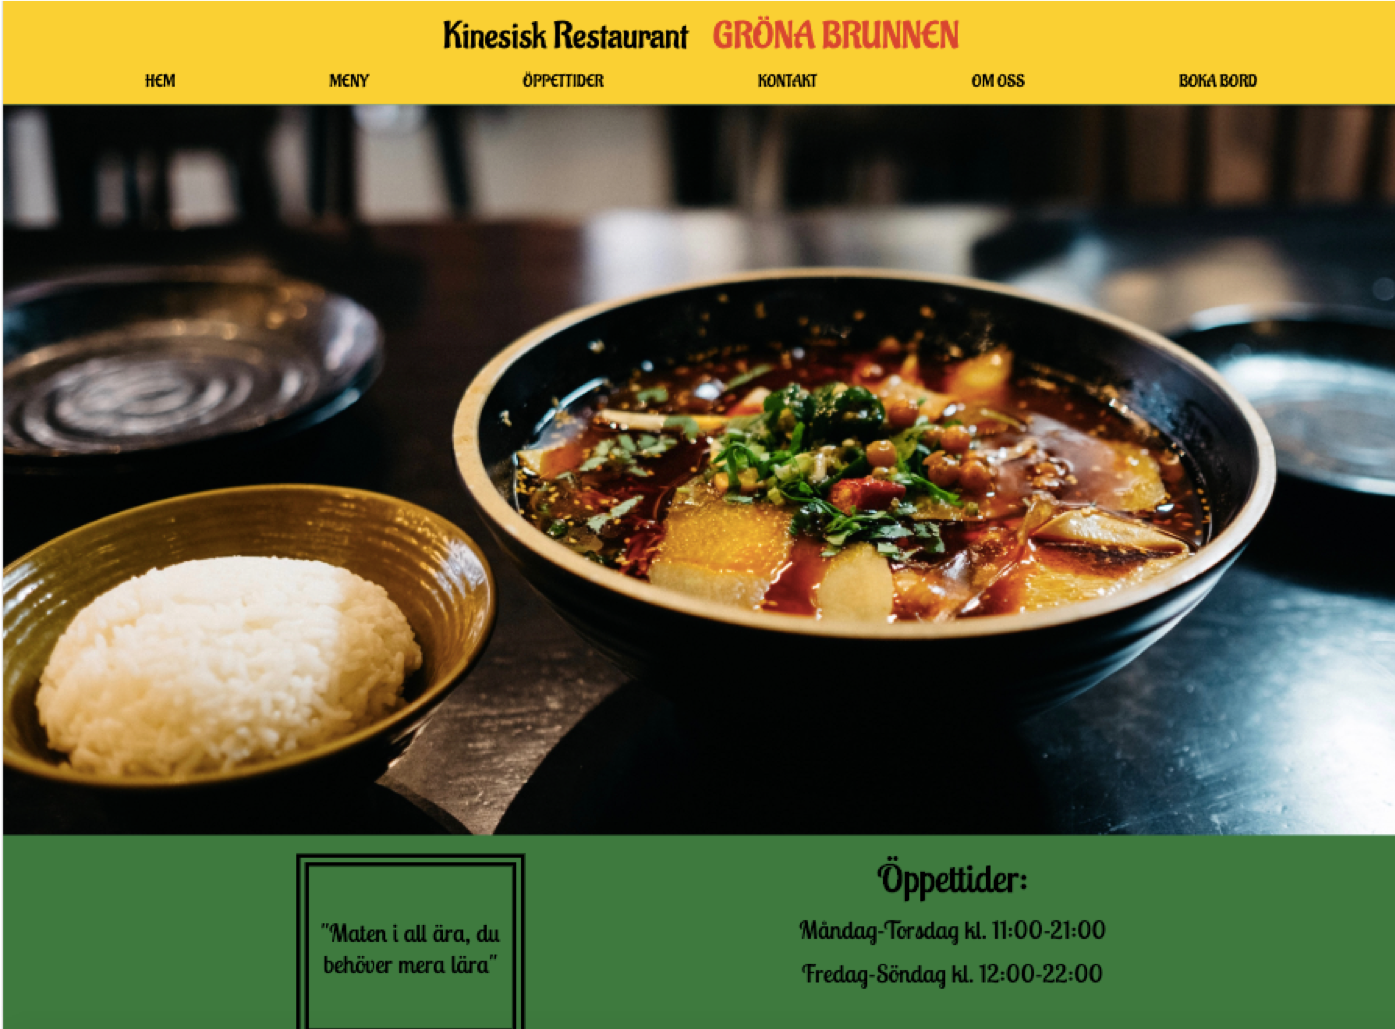 Kinesisk Restaurant GRÖNA BRUNNEN
HEM MENY ÖPPETTIDER KONTAKT OM OSS BOKA BORD
"Maten i all ära, du
behöver mera lära"
Öppettider:
Måndag-Torsdag kl. 11:00-21:00
Fredag-Söndag kl. 12:00-22:00